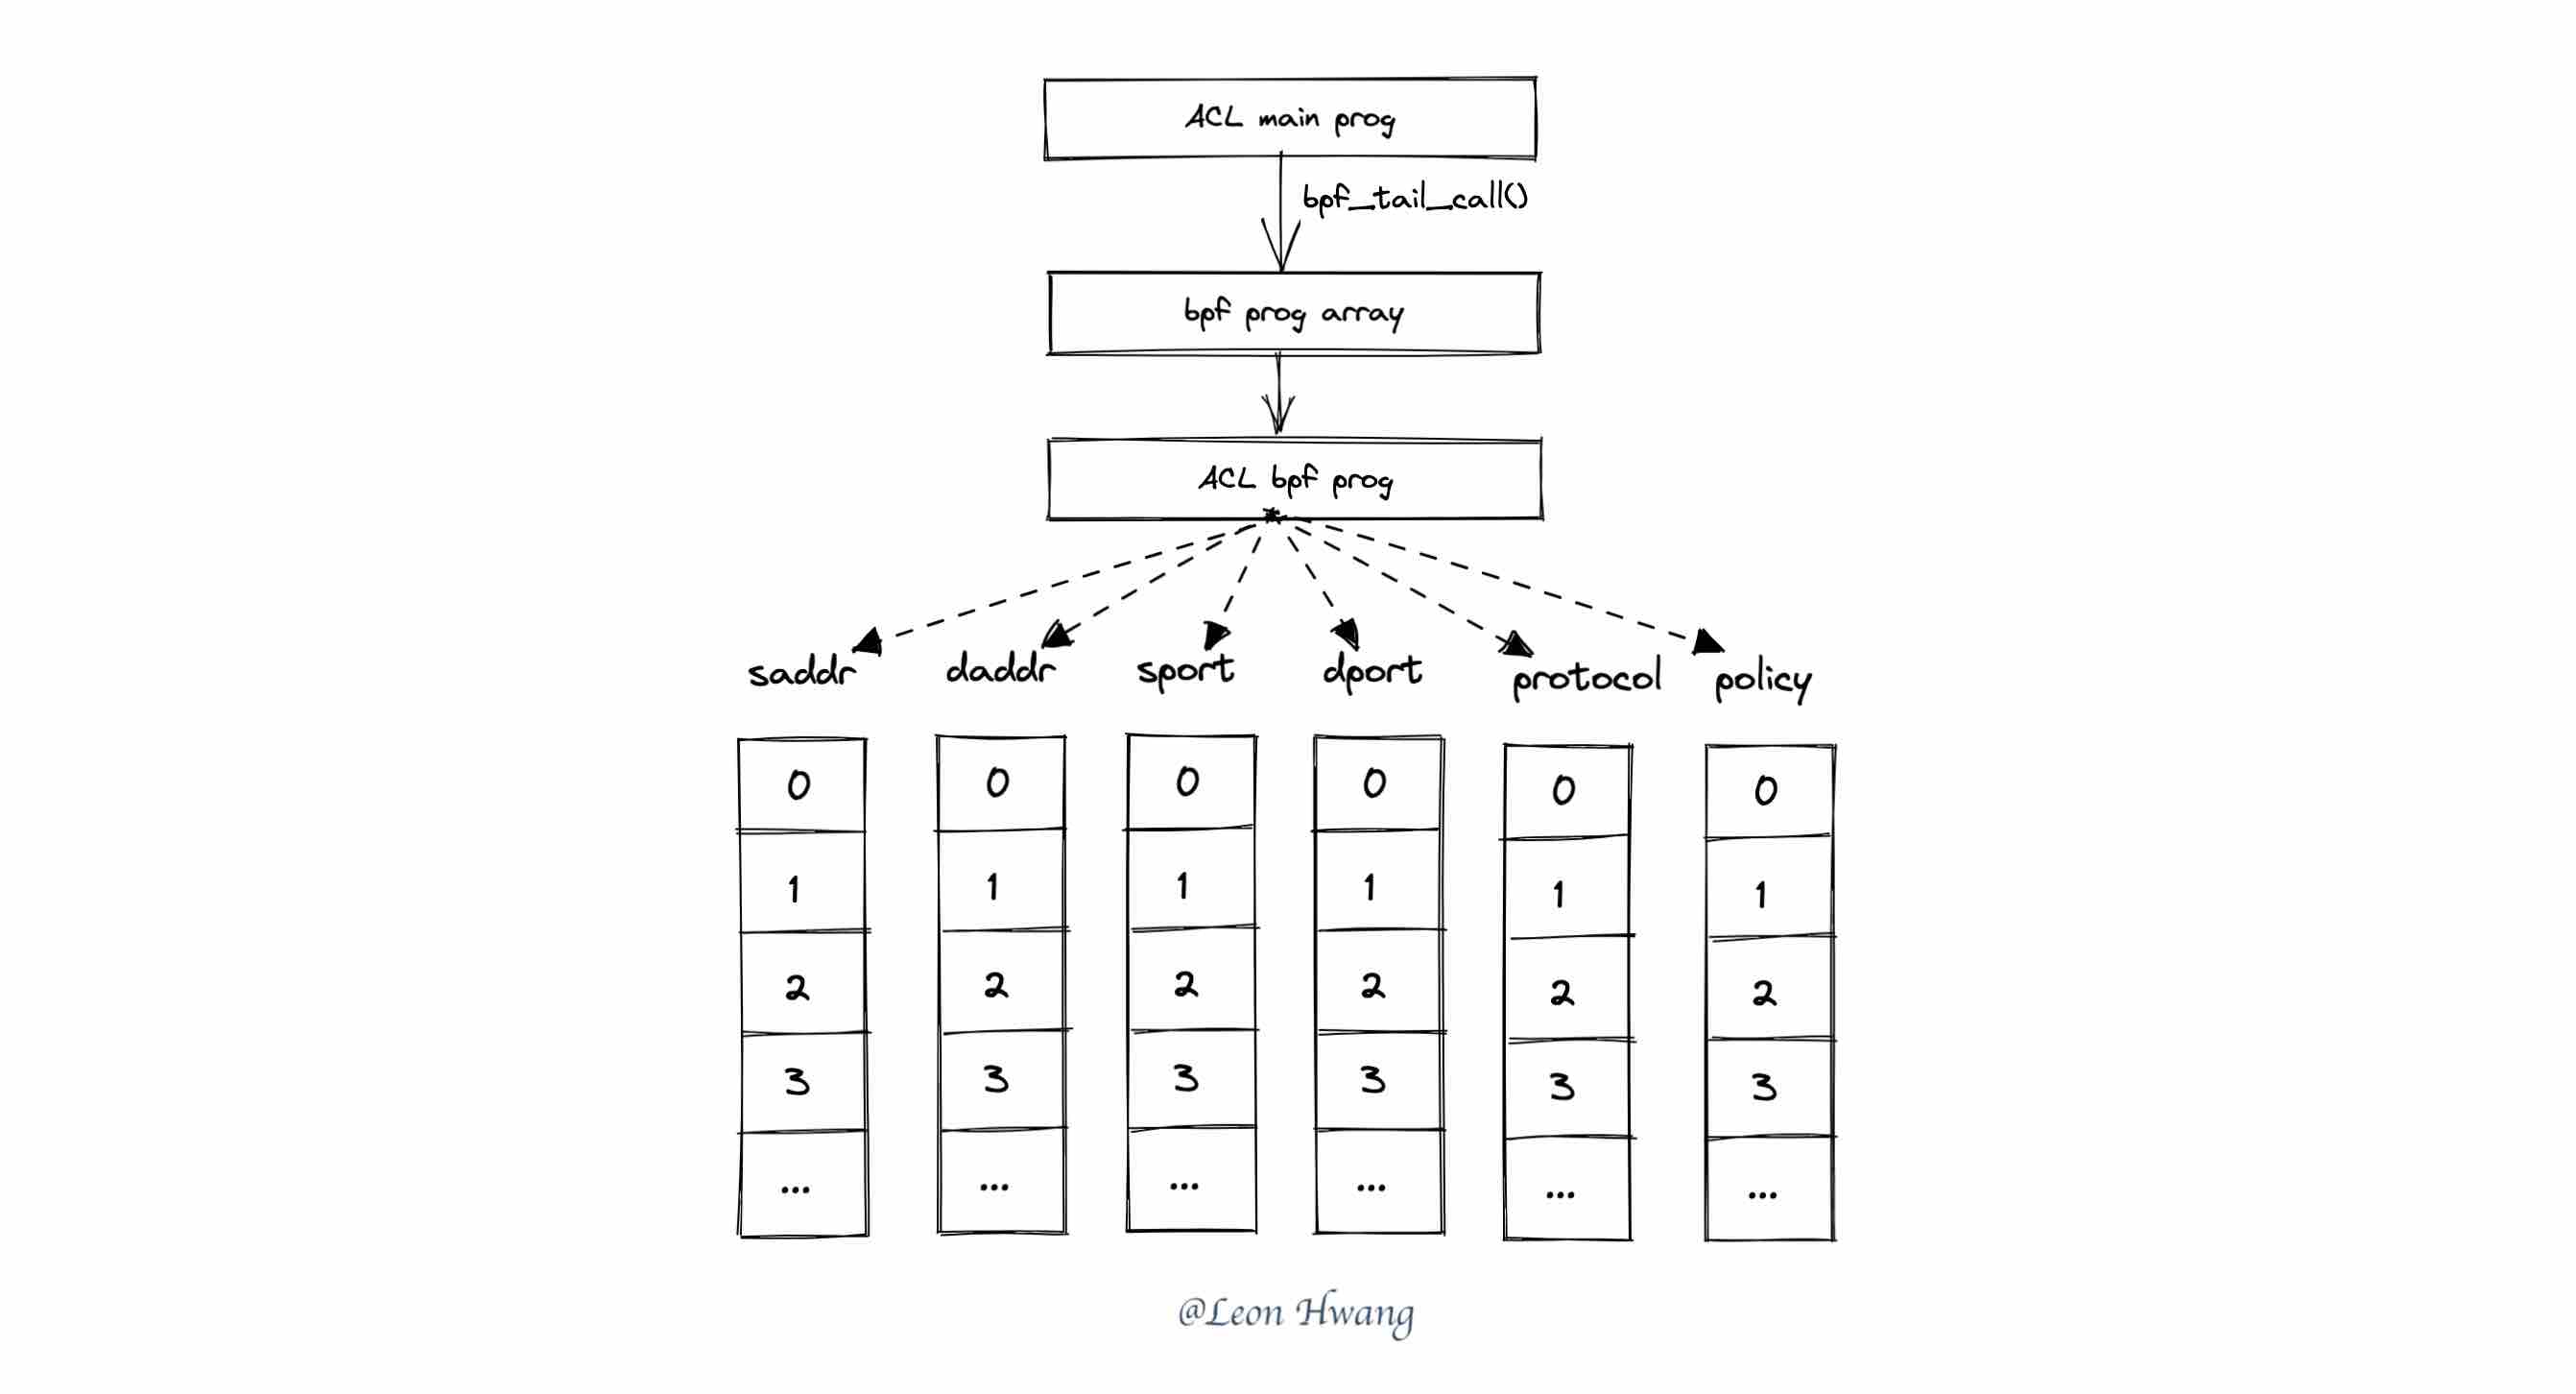 ACL main prog
bpf_tail_call()
bpf prog array
ACL bpf prog
saddr daddr sport dport protocol policy
0 0 0 0 0 0
1 1 1 1 1 1
2 2 2 2 2 2
3 3 3 3 3 3
... ... ... ... ... ...
@Leon Hwang